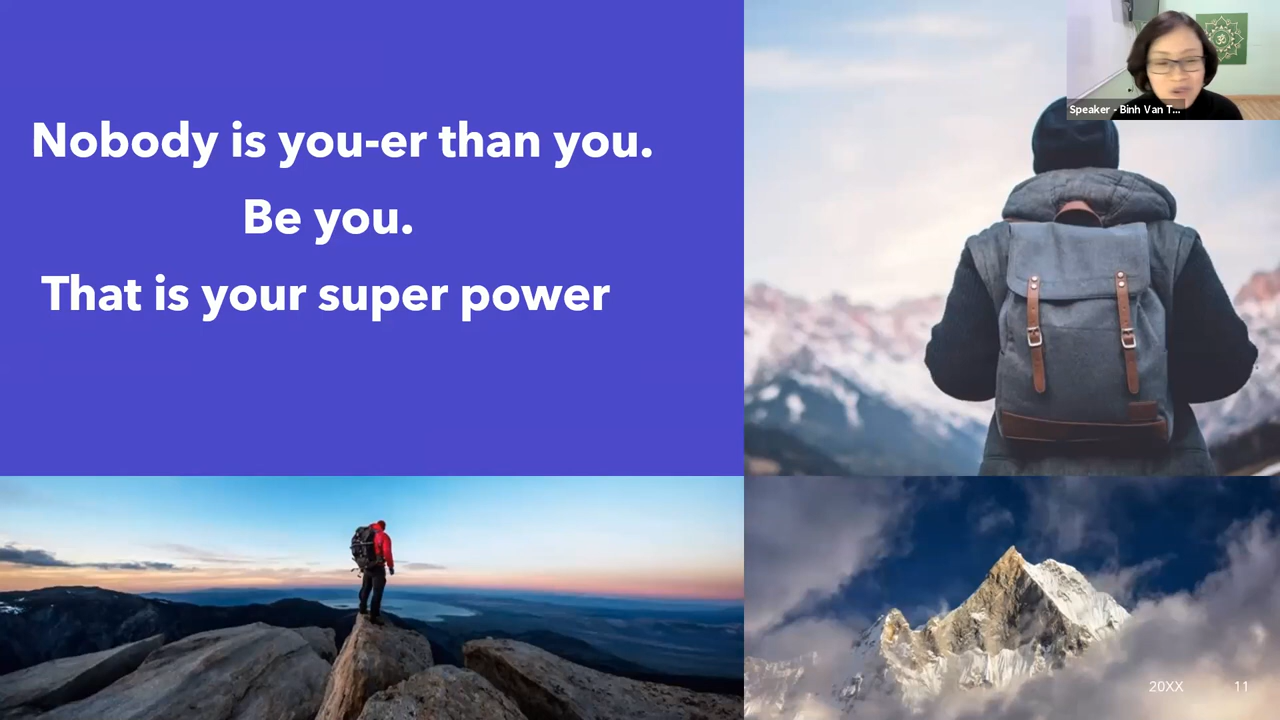 Nobody is you-er than you.
Be you.
That is your super power
Speaker - Binh Van T...
20XX
11